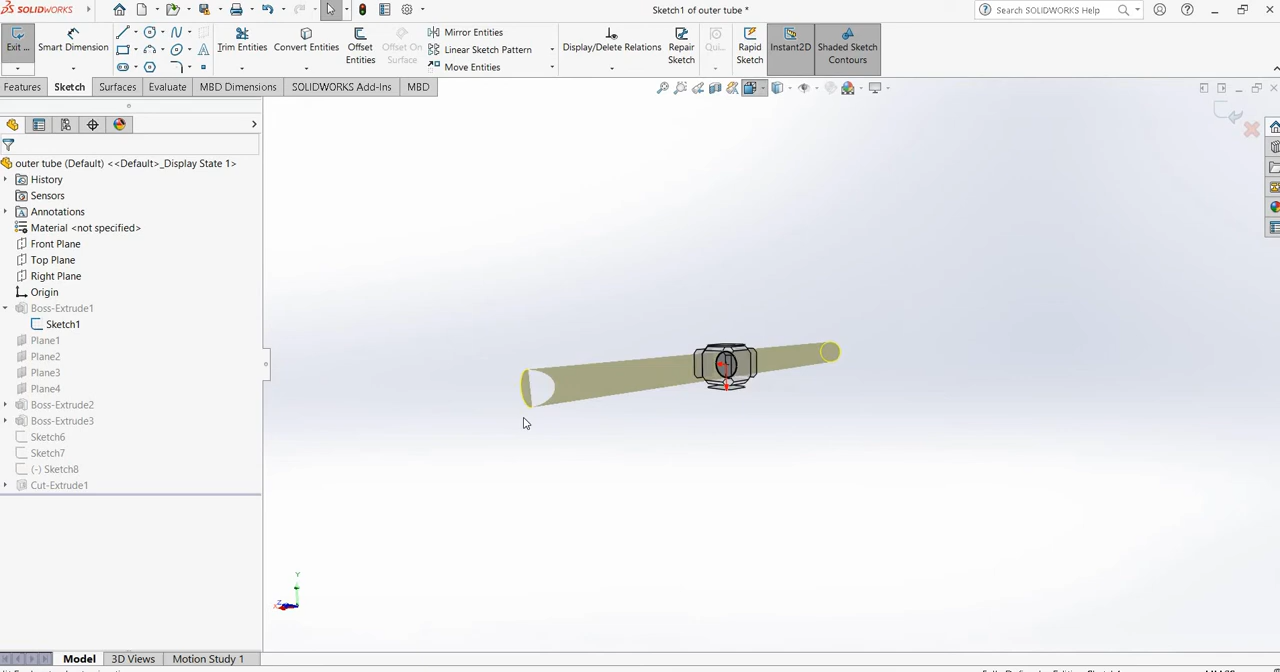 SOLIDWORKS
Sketch1 of outer tube *
Search SOLIDWORKS Help
Exit ...
Smart Dimension
Trim Entities
Convert Entities
Offset Entities
Offset On Surface
Mirror Entities
Linear Sketch Pattern
Move Entities
Display/Delete Relations
Repair Sketch
Qui...
Rapid Sketch
Instant2D
Shaded Sketch Contours
Features
Sketch
Surfaces
Evaluate
MBD Dimensions
SOLIDWORKS Add-Ins
MBD
outer tube (Default) <<Default>_Display State 1>
History
Sensors
Annotations
Material <not specified>
Front Plane
Top Plane
Right Plane
Origin
Boss-Extrude1
Sketch1
Plane1
Plane2
Plane3
Plane4
Boss-Extrude2
Boss-Extrude3
Sketch6
Sketch7
(-) Sketch8
Cut-Extrude1
Y
X
Z
Model
3D Views
Motion Study 1